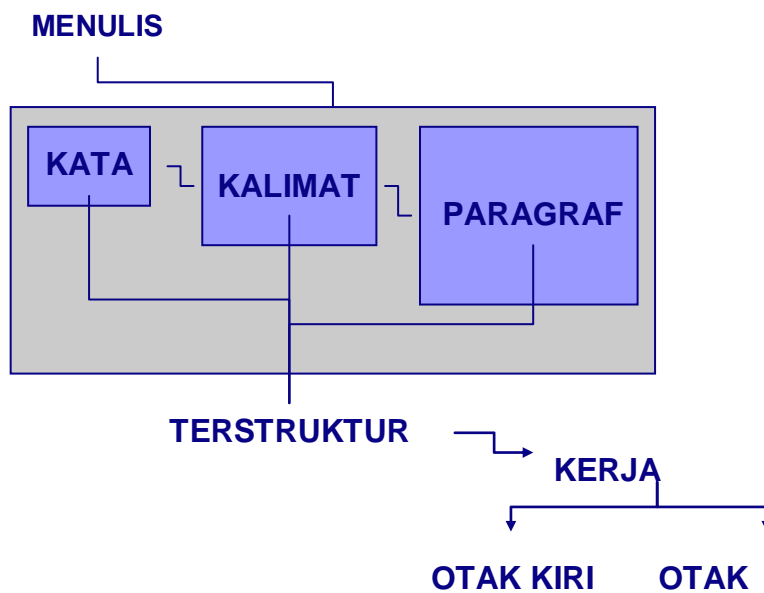 MENULIS
KATA
KALIMAT
PARAGRAF
TERSTRUKTUR
KERJA
OTAK KIRI
OTAK